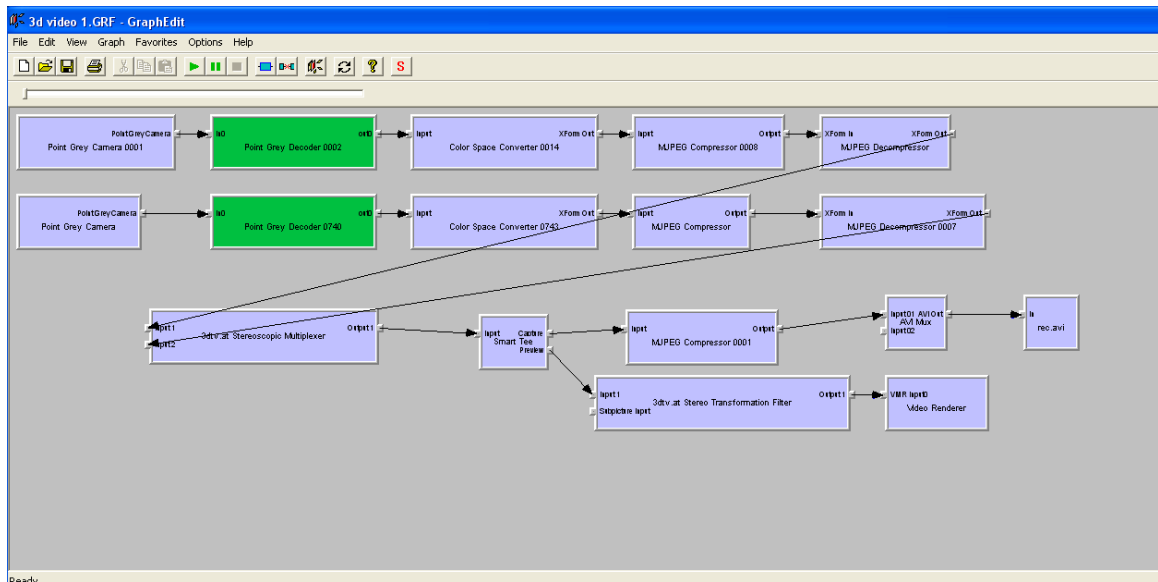 3d video 1.GRF - GraphEdit
File Edit View Graph Favorites Options Help
S
PointGreyCamera
Point Grey Camera 0001
In0 out0
Point Grey Decoder 0002
Input XForm Out
Color Space Converter 0014
Input Output
MJPEG Compressor 0008
XForm In XForm Out
MJPEG Decompressor
PointGreyCamera
Point Grey Camera
In0 out0
Point Grey Decoder 0740
Input XForm Out
Color Space Converter 0743
Input Output
MJPEG Compressor
XForm In XForm Out
MJPEG Decompressor 0007
Input1 Output1
3dtv.at Stereoscopic Multiplexer
Input2
Input Capture
Smart Tee
Preview
Input Output
MJPEG Compressor 0001
Input01 AVI Out
AVI Mux
Input02
In
rec.avi
Input1 Output1
3dtv.at Stereo Transformation Filter
Subpicture Input
VMR Input0
Video Renderer
Ready